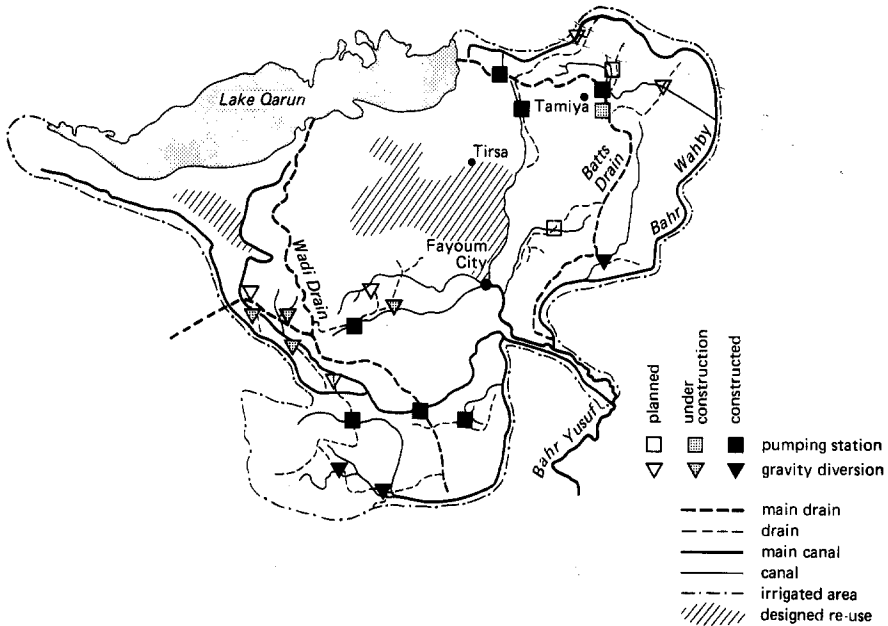 Lake Qarun
Tamiya
Tirsa
Batts
Drain
Wahby
Bahr
Fayoum
City
Wadi Drain
Bahr Yusuf
planned
under
construction
constructed
pumping station
gravity diversion
main drain
drain
main canal
canal
irrigated area
designed re-use